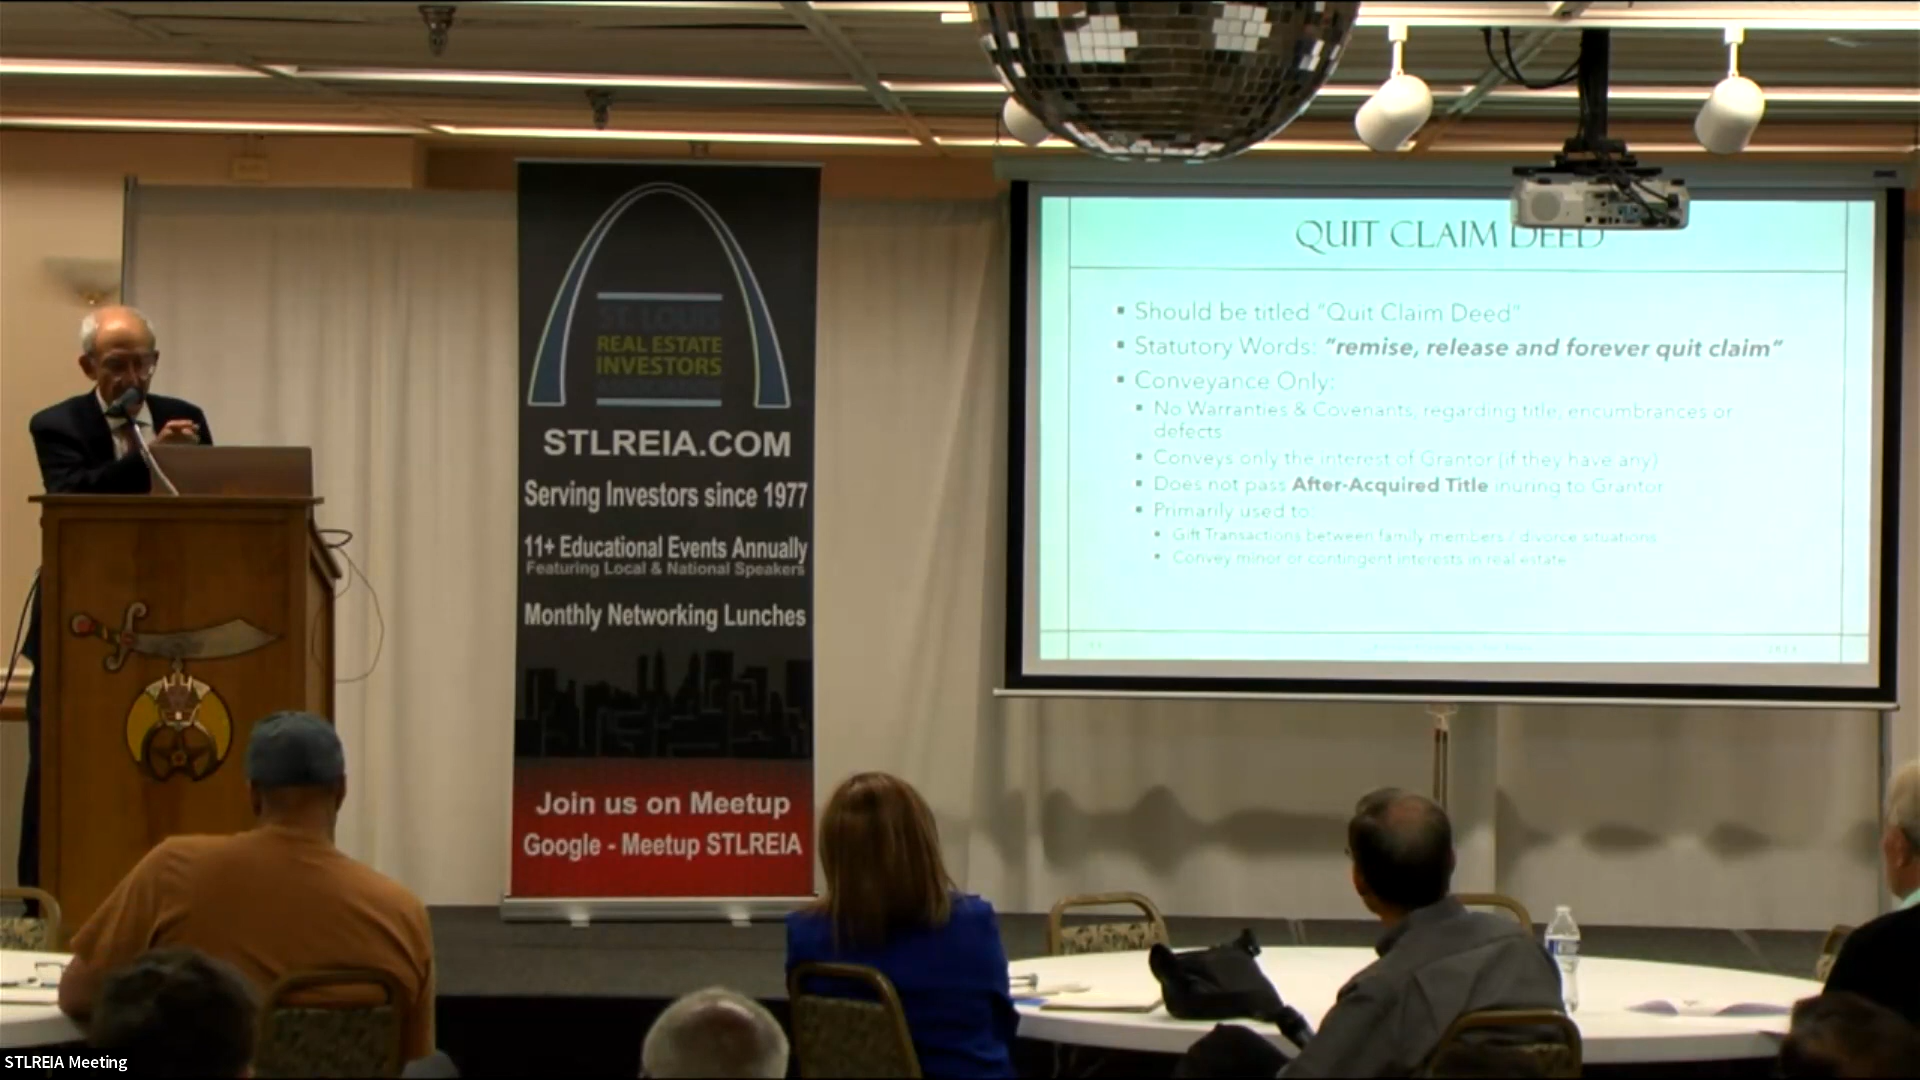 ST. LOUIS
REAL ESTATE
INVESTORS
STLREIA.COM
Serving Investors since 1977
11+ Educational Events Annually
Featuring Local & National Speakers
Monthly Networking Lunches
Join us on Meetup
Google - Meetup STLREIA
QUIT CLAIM DEED
▪ Should be titled "Quit Claim Deed"
▪ Statutory Words: "remise, release and forever quit claim"
▪ Conveyance Only:
▪ No Warranties & Covenants, regarding title, encumbrances or
defects
▪ Conveys only the interest of Grantor (if they have any)
▪ Does not pass After-Acquired Title inuring to Grantor
▪ Primarily used to:
▪ Gift Transactions between family members / divorce situations
▪ Convey minor or contingent interests in real estate
STLREIA Meeting